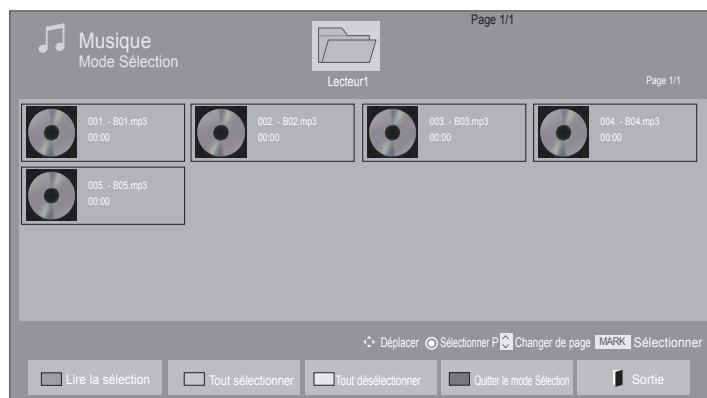 Page 1/1
Musique
Mode Sélection
Lecteur1
Page 1/1
001. - B01.mp3
00:00
002. - B02.mp3
00:00
003. - B03.mp3
00:00
004. - B04.mp3
00:00
005. - B05.mp3
00:00
Déplacer Sélectionner P Changer de page MARK Sélectionner
Lire la sélection Tout sélectionner Tout désélectionner Quitter le mode Sélection Sortie